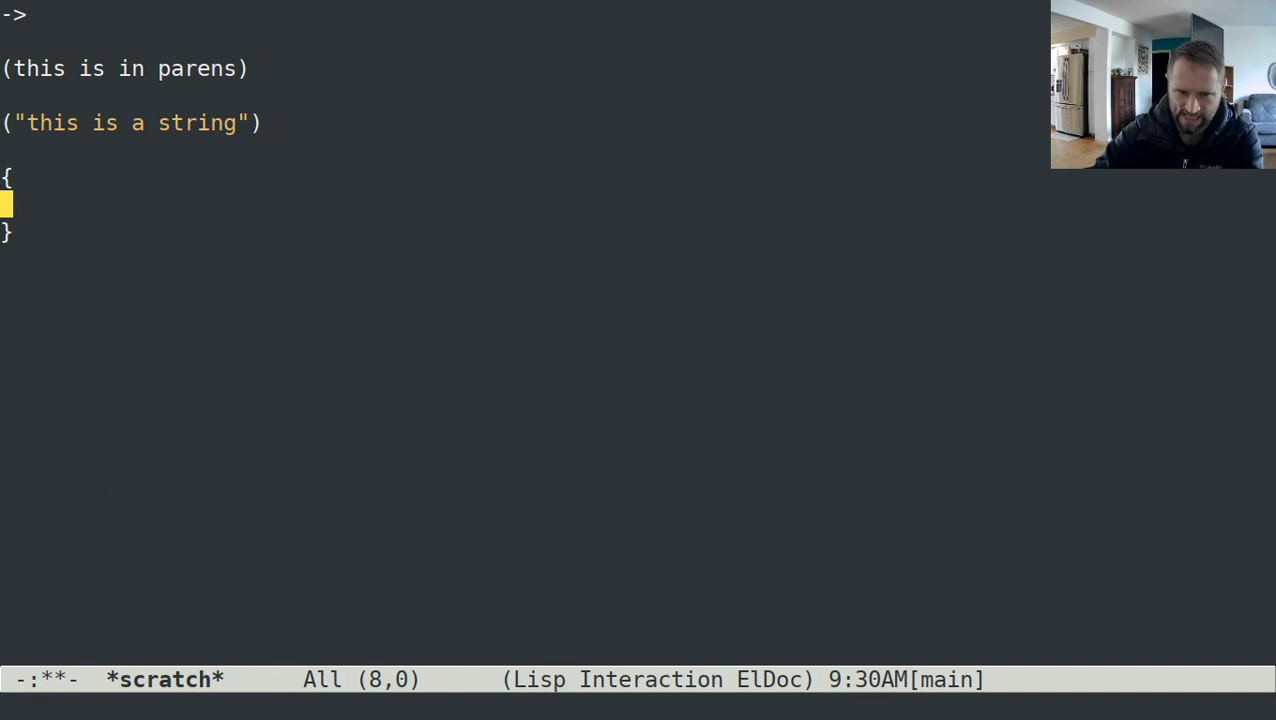 ->
(this is in parens)
("this is a string")
{
}
-:**-  *scratch*      All (8,0)      (Lisp Interaction ElDoc) 9:30AM[main]